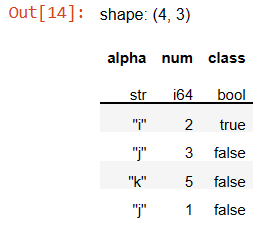 Out[14]: shape: (4, 3)
alpha num class
str i64 bool
"i" 2 true
"j" 3 false
"k" 5 false
"j" 1 false